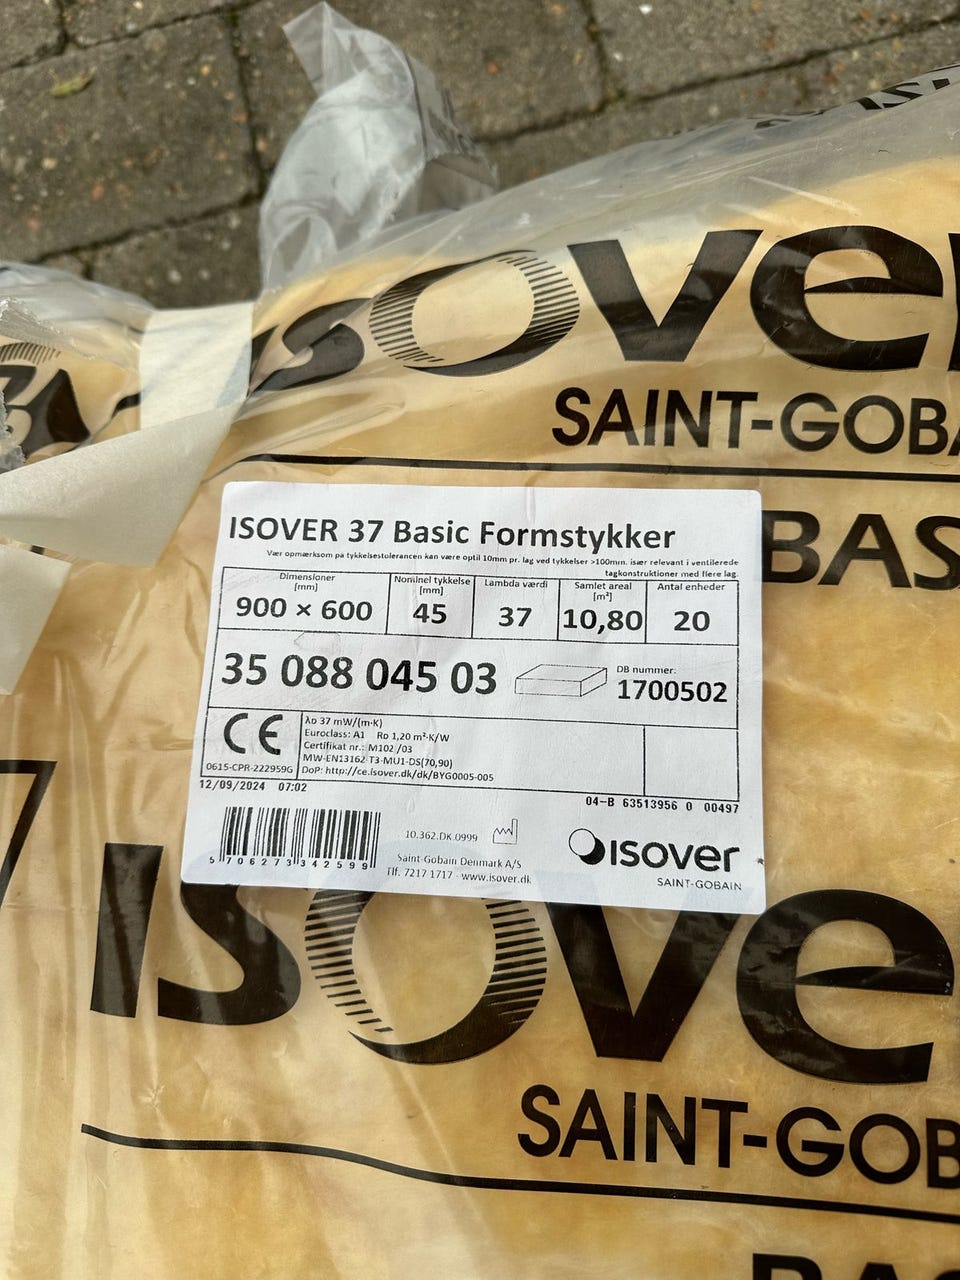 ISOVE
SAINT-GOBA
BAS
ISOVER 37 Basic Formstykker
Vær opmærksom på tykkelsestolerancen kan være optil 10mm pr. lag ved tykkelser >100mm. især relevant i ventilerede
tagkonstruktioner med flere lag.
Dimensioner [mm] Nominel tykkelse [mm] Lambda værdi Samlet areal [m²] Antal enheder
900 × 600 45 37 10,80 20
35 088 045 03
DB nummer:
1700502
CE
0615-CPR-222959G
λD 37 mW/(m·K)
Euroclass: A1 RD 1,20 m²·K/W
Certifikat nr.: M102 /03
MW-EN13162-T3-MU1-DS(70,90)
DoP: http://ce.isover.dk/dk/BYG0005-005
12/09/2024 07:02
04-B 63513956 0 00497
5 706273 342599
10.362.DK.0999
Saint-Gobain Denmark A/S
Tlf. 7217 1717 - www.isover.dk
isover
SAINT-GOBAIN
7
ISOVE
SAINT-GOB
BAS